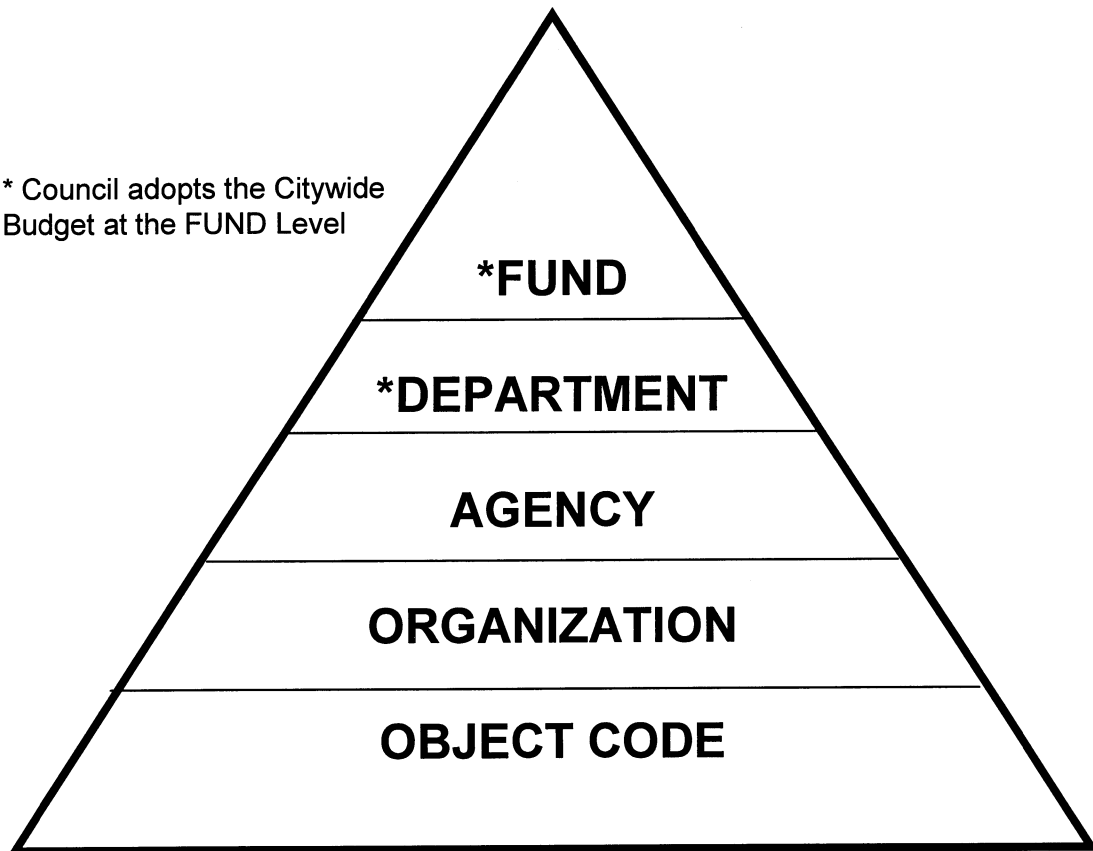 * Council adopts the Citywide
Budget at the FUND Level
*FUND
*DEPARTMENT
AGENCY
ORGANIZATION
OBJECT CODE